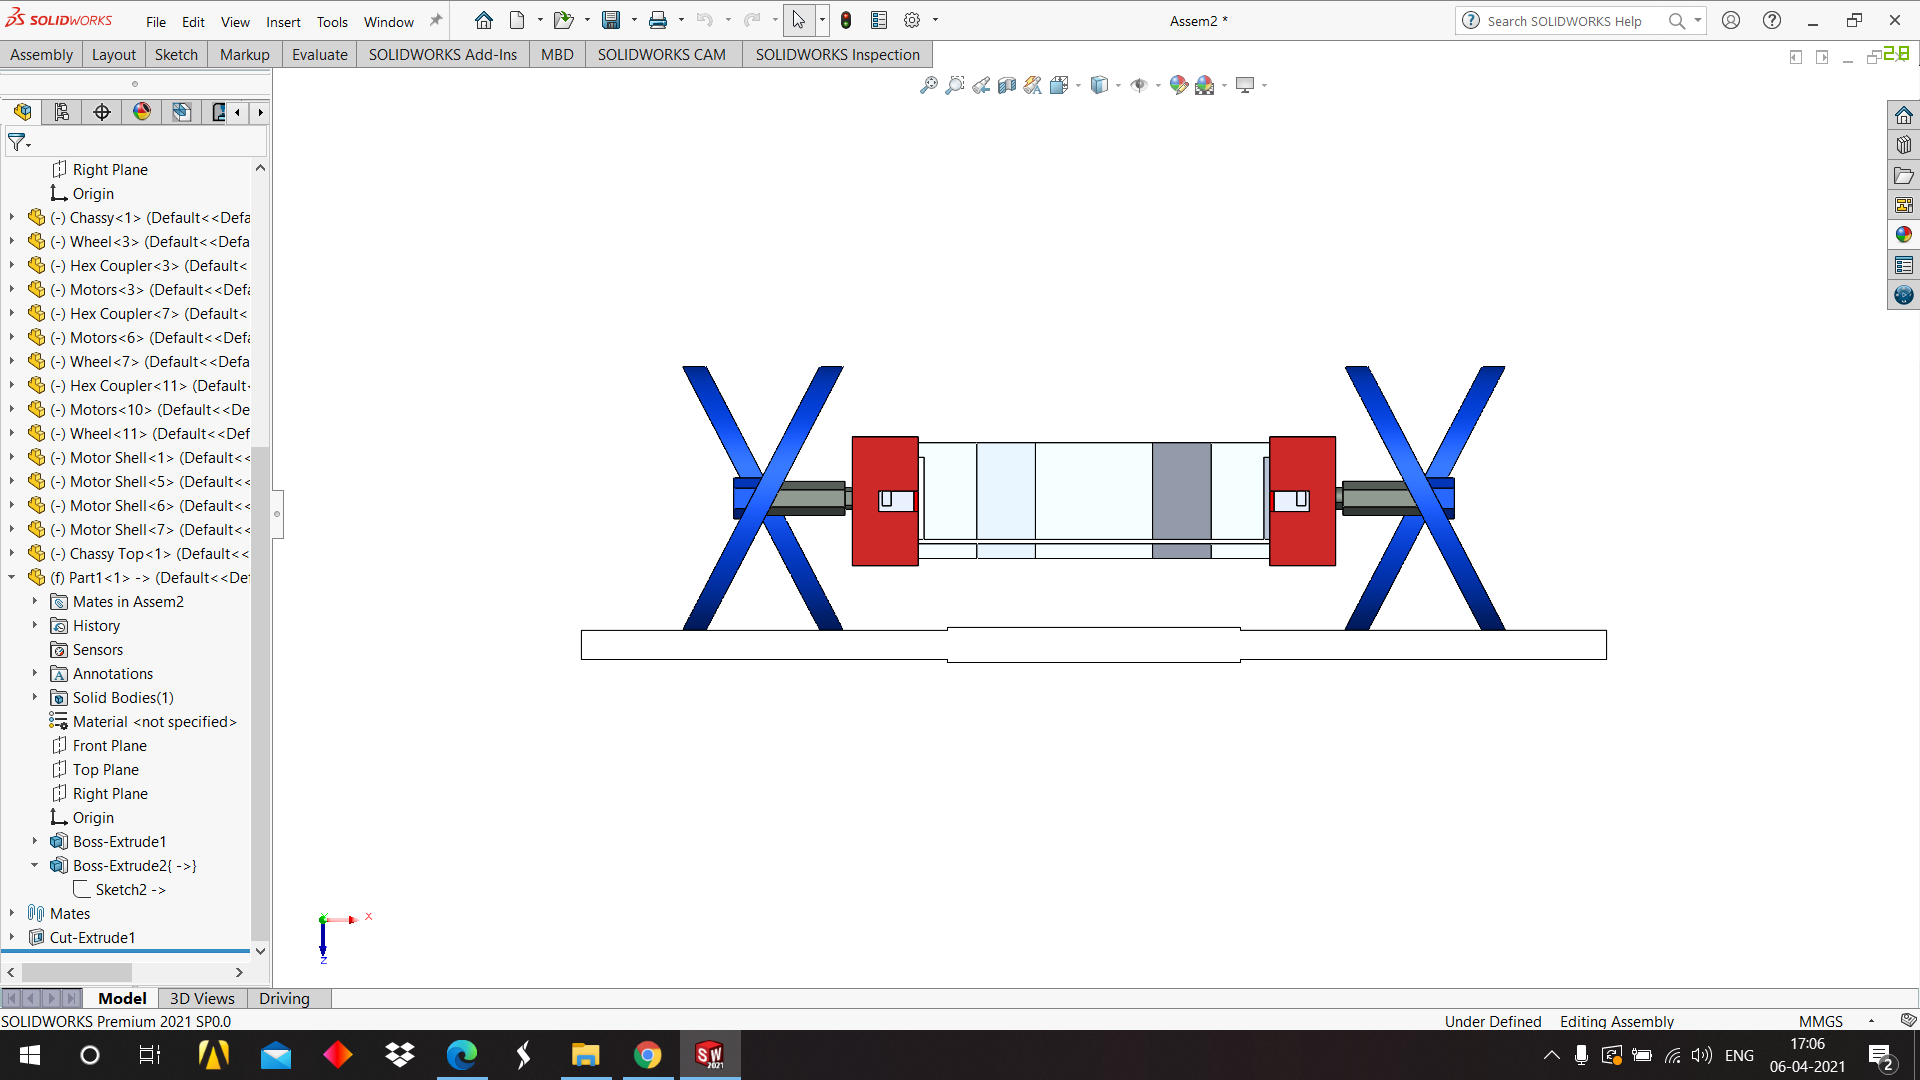 SOLIDWORKS File Edit View Insert Tools Window Assem2 * Search SOLIDWORKS Help
Assembly Layout Sketch Markup Evaluate SOLIDWORKS Add-Ins MBD SOLIDWORKS CAM SOLIDWORKS Inspection
28
Right Plane
Origin
(-) Chassy<1> (Default<<Defa
(-) Wheel<3> (Default<<Defa
(-) Hex Coupler<3> (Default<
(-) Motors<3> (Default<<Defa
(-) Hex Coupler<7> (Default<
(-) Motors<6> (Default<<Defa
(-) Wheel<7> (Default<<Defa
(-) Hex Coupler<11> (Default<
(-) Motors<10> (Default<<De
(-) Wheel<11> (Default<<Def
(-) Motor Shell<1> (Default<<
(-) Motor Shell<5> (Default<<
(-) Motor Shell<6> (Default<<
(-) Motor Shell<7> (Default<<
(-) Chassy Top<1> (Default<<
(f) Part1<1> -> (Default<<Def
Mates in Assem2
History
Sensors
Annotations
Solid Bodies(1)
Material <not specified>
Front Plane
Top Plane
Right Plane
Origin
Boss-Extrude1
Boss-Extrude2{ ->}
Sketch2 ->
Mates
Cut-Extrude1
X
Y
Z
Model 3D Views Driving
SOLIDWORKS Premium 2021 SP0.0 Under Defined Editing Assembly MMGS
SW 2021
ENG
17:06
06-04-2021
2